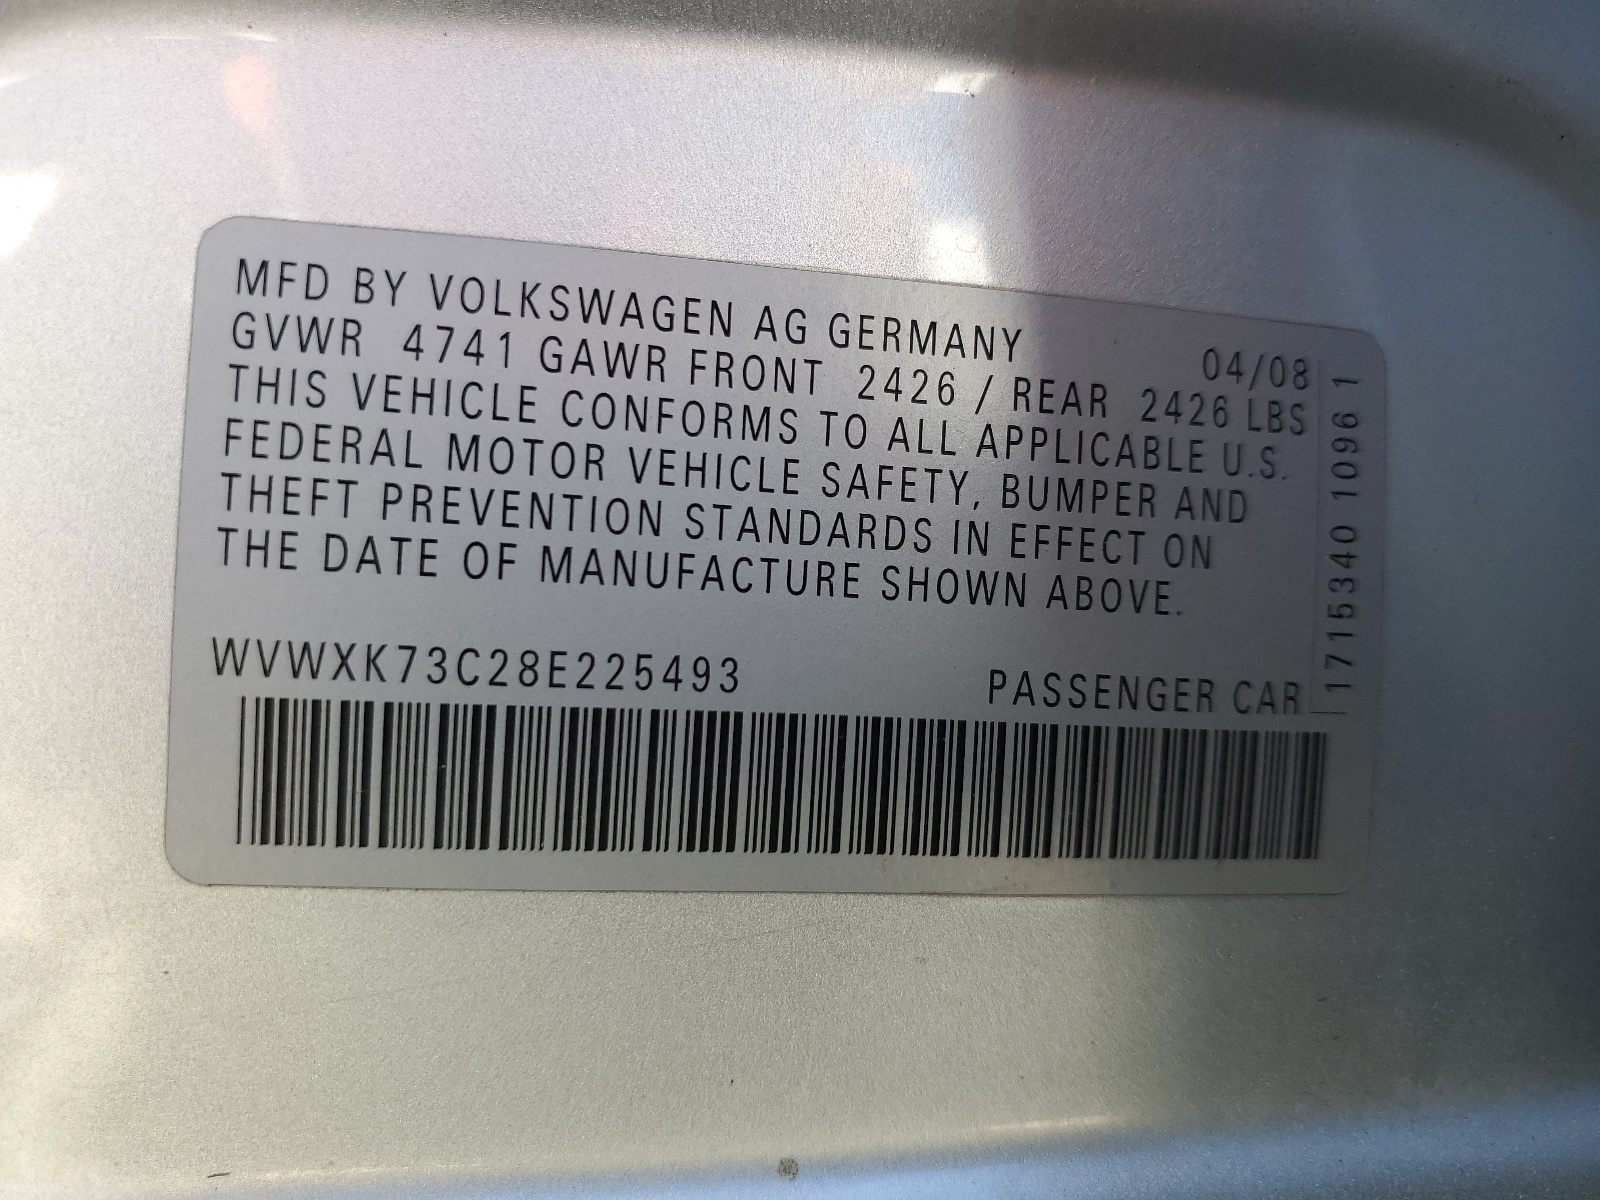 MFD BY VOLKSWAGEN AG GERMANY 04/08
GVWR 4741 GAWR FRONT 2426 / REAR 2426 LBS
THIS VEHICLE CONFORMS TO ALL APPLICABLE U.S.
FEDERAL MOTOR VEHICLE SAFETY, BUMPER AND
THEFT PREVENTION STANDARDS IN EFFECT ON
THE DATE OF MANUFACTURE SHOWN ABOVE.
WVWXK73C28E225493 PASSENGER CAR
1715340 1096 1